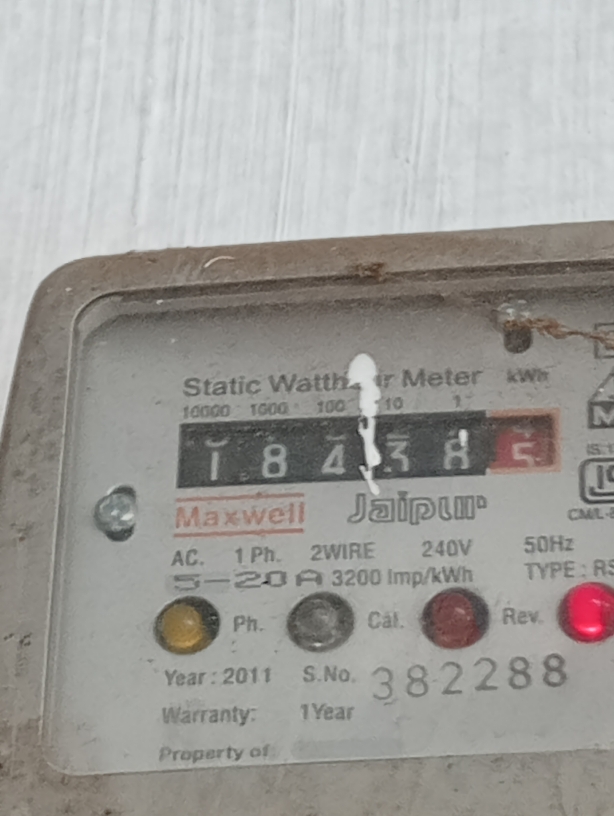 Static Watth r Meter kWh
10000 1000 100 10 1
1 8 4 3 8 5
Maxwell Jaipur
AC. 1 Ph. 2WIRE 240V 50Hz
5-20A 3200 Imp/kWh TYPE : RS
Ph. Cal. Rev.
Year : 2011 S.No. 382288
Warranty: 1Year
Property of